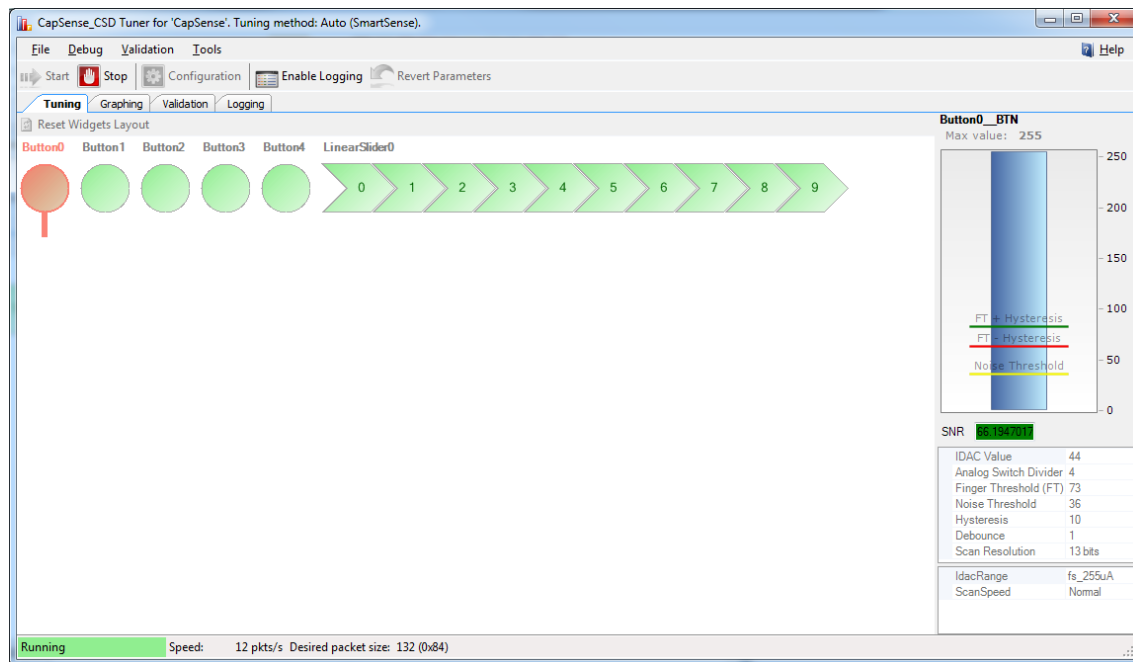 CapSense_CSD Tuner for 'CapSense'. Tuning method: Auto (SmartSense).
File Debug Validation Tools Help
Start Stop Configuration Enable Logging Revert Parameters
Tuning Graphing Validation Logging
Reset Widgets Layout
Button0 Button1 Button2 Button3 Button4 LinearSlider0
0 1 2 3 4 5 6 7 8 9
Button0__BTN
Max value: 255
250
200
150
100
50
0
FT + Hysteresis
FT - Hysteresis
Noise Threshold
SNR 66.1947017
IDAC Value 44
Analog Switch Divider 4
Finger Threshold (FT) 73
Noise Threshold 36
Hysteresis 10
Debounce 1
Scan Resolution 13 bits
IdacRange fs_255uA
ScanSpeed Normal
Running Speed: 12 pkts/s Desired packet size: 132 (0x84)